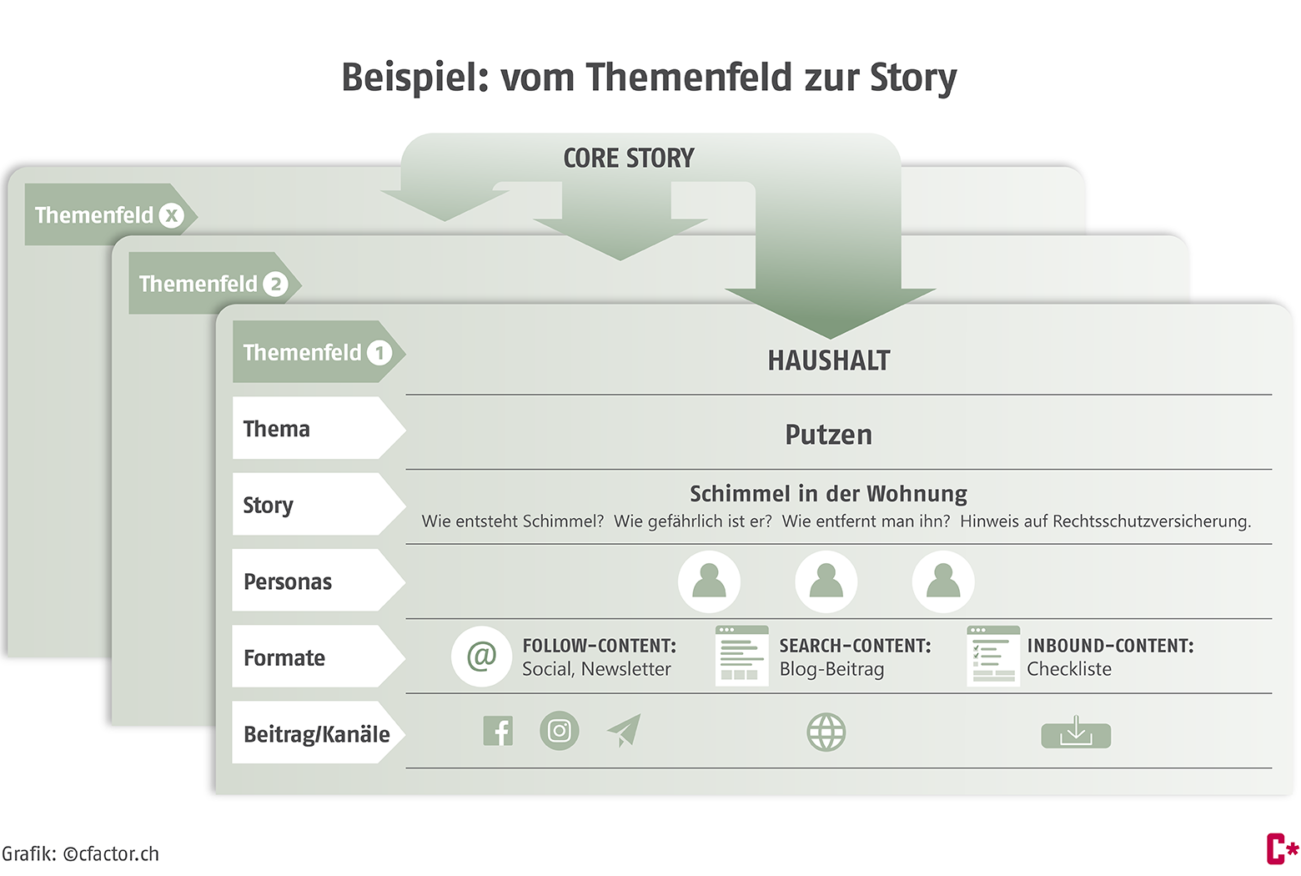 Beispiel: vom Themenfeld zur Story
CORE STORY
Themenfeld X
Themenfeld 2
Themenfeld 1
HAUSHALT
Thema
Putzen
Story
Schimmel in der Wohnung
Wie entsteht Schimmel? Wie gefährlich ist er? Wie entfernt man ihn? Hinweis auf Rechtsschutzversicherung.
Personas
Formate
@
FOLLOW-CONTENT:
Social, Newsletter
SEARCH-CONTENT:
Blog-Beitrag
INBOUND-CONTENT:
Checkliste
Beitrag/Kanäle
Grafik: ©cfactor.ch
C*